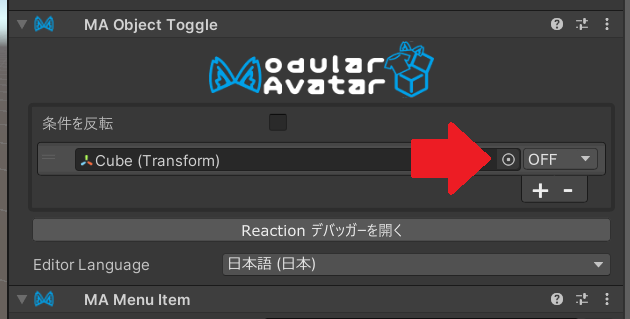 MA Object Toggle
Modular
Avatar
条件を反転
Cube (Transform)
OFF
+ -
Reaction デバッガーを開く
Editor Language
日本語 (日本)
MA Menu Item